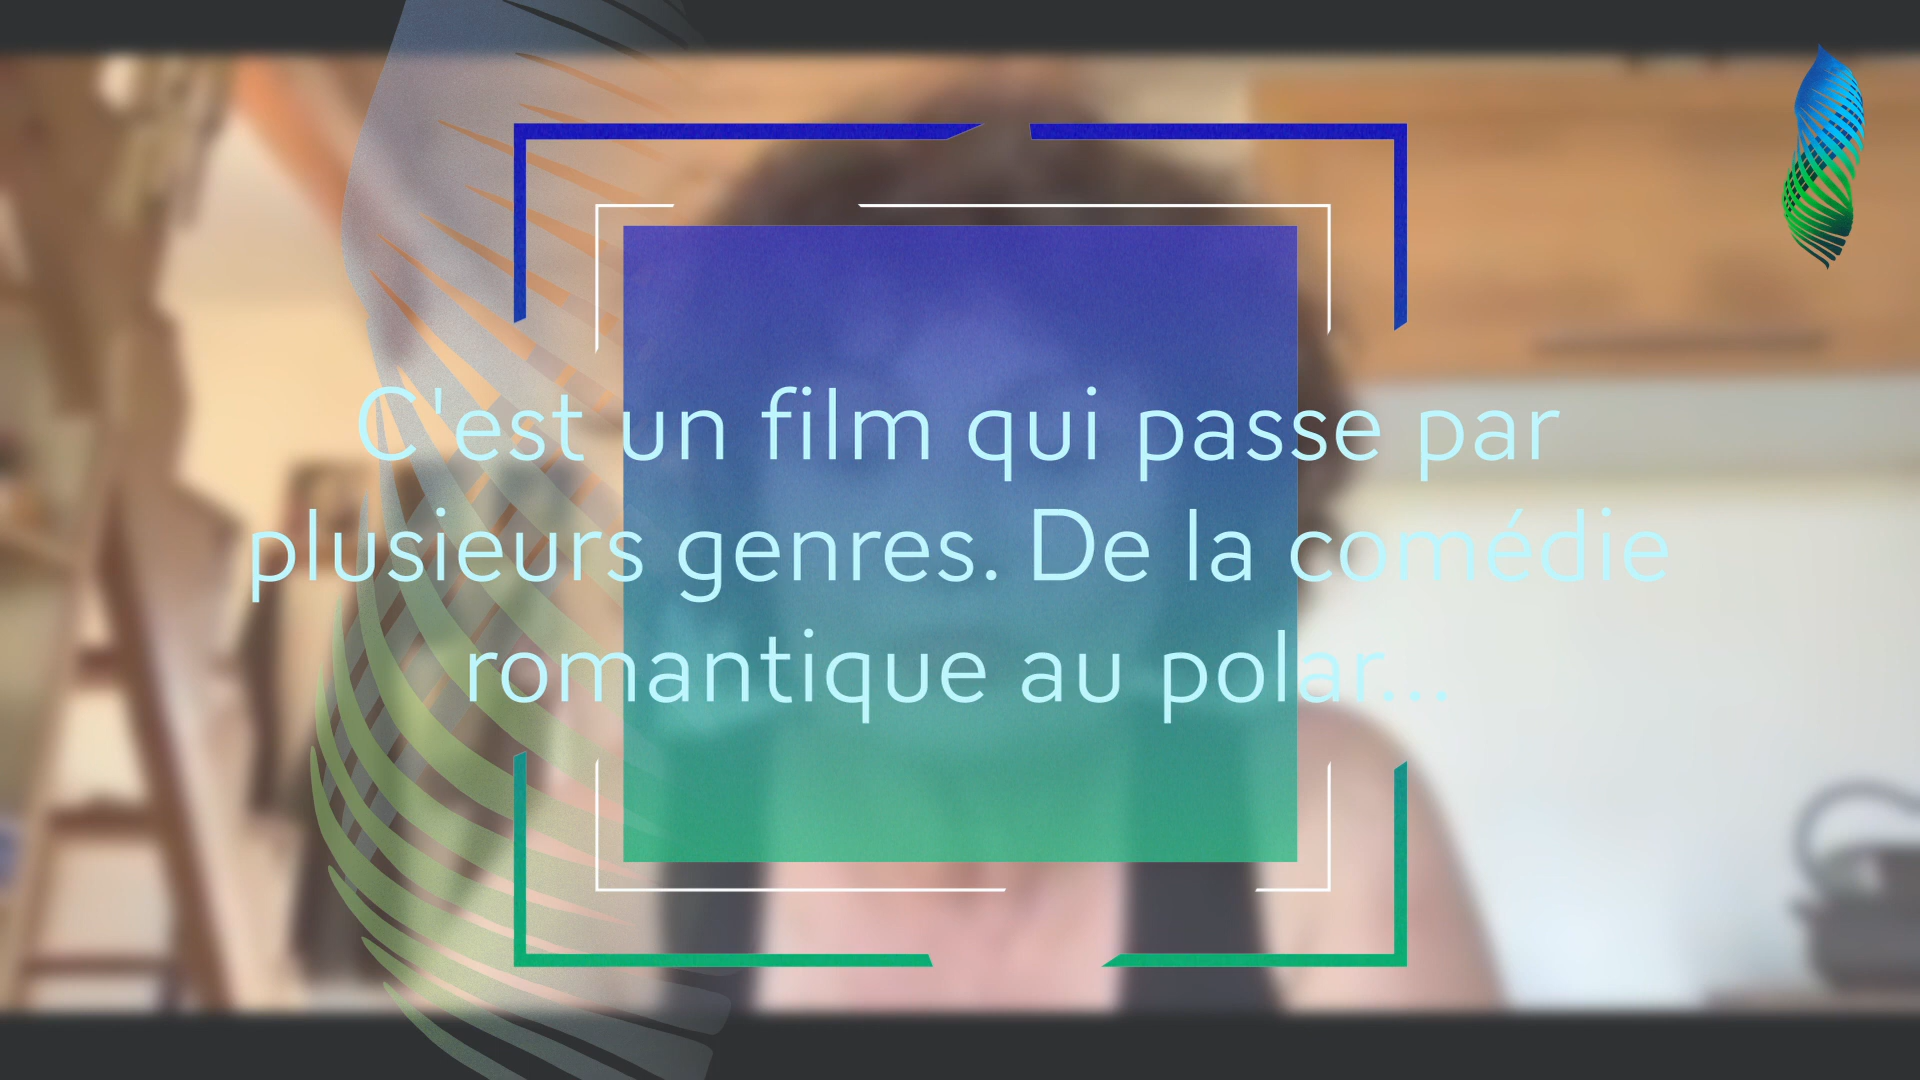 C'est un film qui passe par
plusieurs genres. De la comédie
romantique au polar...